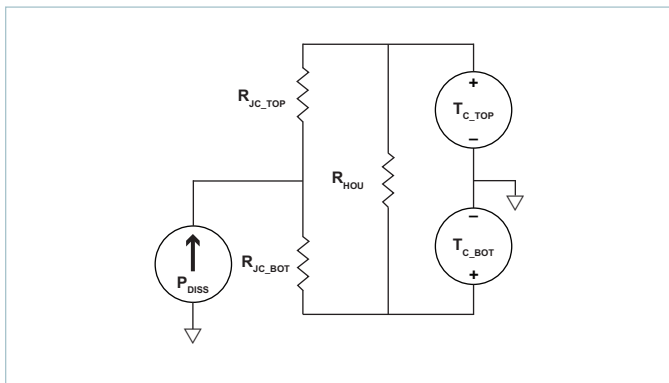 R_JC_TOP
+
T_C_TOP
–
R_HOU
–
R_JC_BOT
T_C_BOT
P_DISS
+